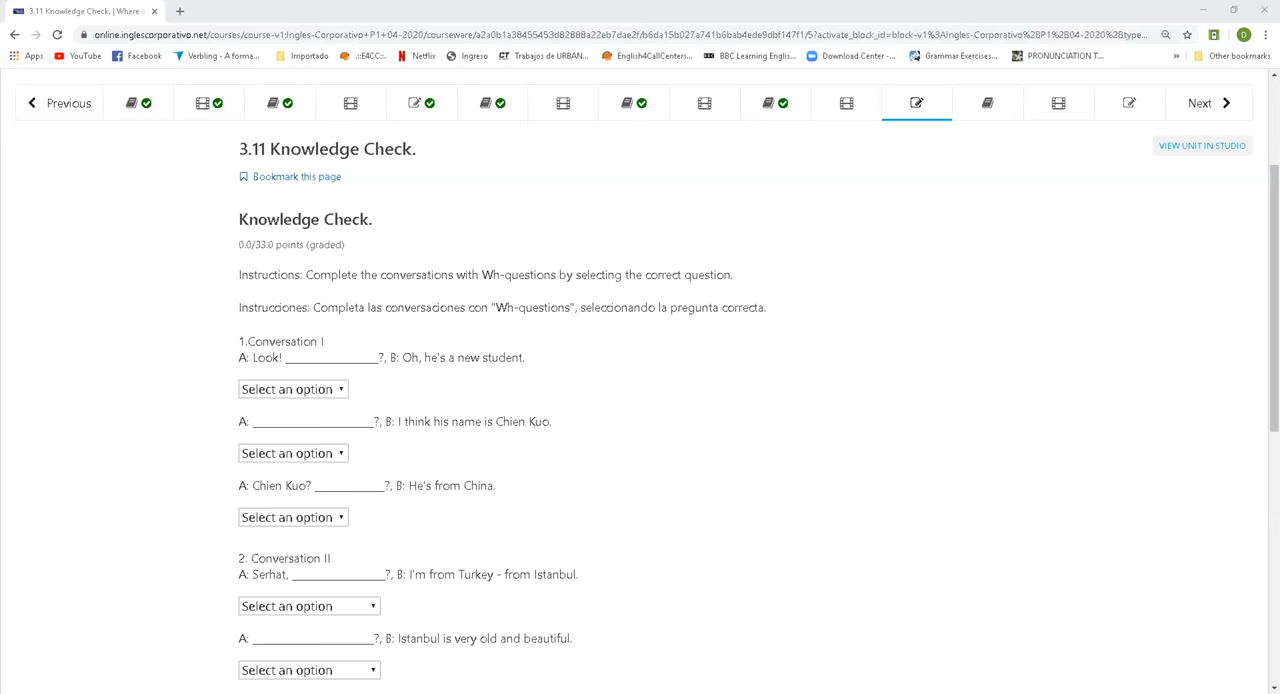 3.11 Knowledge Check. | Where
online.inglescorporativo.net/courses/course-v1:Ingles-Corporativo+P1+04-2020/courseware/a2a0b1a38455453d82888a22eb7dae2f/b6da15b027a741b6bab4ede9dbf147f1/5?activate_block_id=block-v1%3AIngles-Corporativo%2BP1%2B04-2020%2Btype...
D
Apps YouTube Facebook Verbling - A forma... Importado .::E4CC::. Netflix Ingreso CT Trabajos de URBAN... English4CallCenters... BBC Learning Engli... Download Center -... Grammar Exercises... PRONUNCIATION T... » Other bookmarks
Previous Next
3.11 Knowledge Check.
VIEW UNIT IN STUDIO
Bookmark this page
Knowledge Check.
0.0/33.0 points (graded)
Instructions: Complete the conversations with Wh-questions by selecting the correct question.
Instrucciones: Completa las conversaciones con "Wh-questions", seleccionando la pregunta correcta.
1.Conversation I
A: Look! _______________?, B: Oh, he's a new student.
Select an option
A: ____________________?, B: I think his name is Chien Kuo.
Select an option
A: Chien Kuo? ___________?, B: He's from China.
Select an option
2. Conversation II
A: Serhat, _______________?, B: I'm from Turkey - from Istanbul.
Select an option
A: ____________________?, B: Istanbul is very old and beautiful.
Select an option